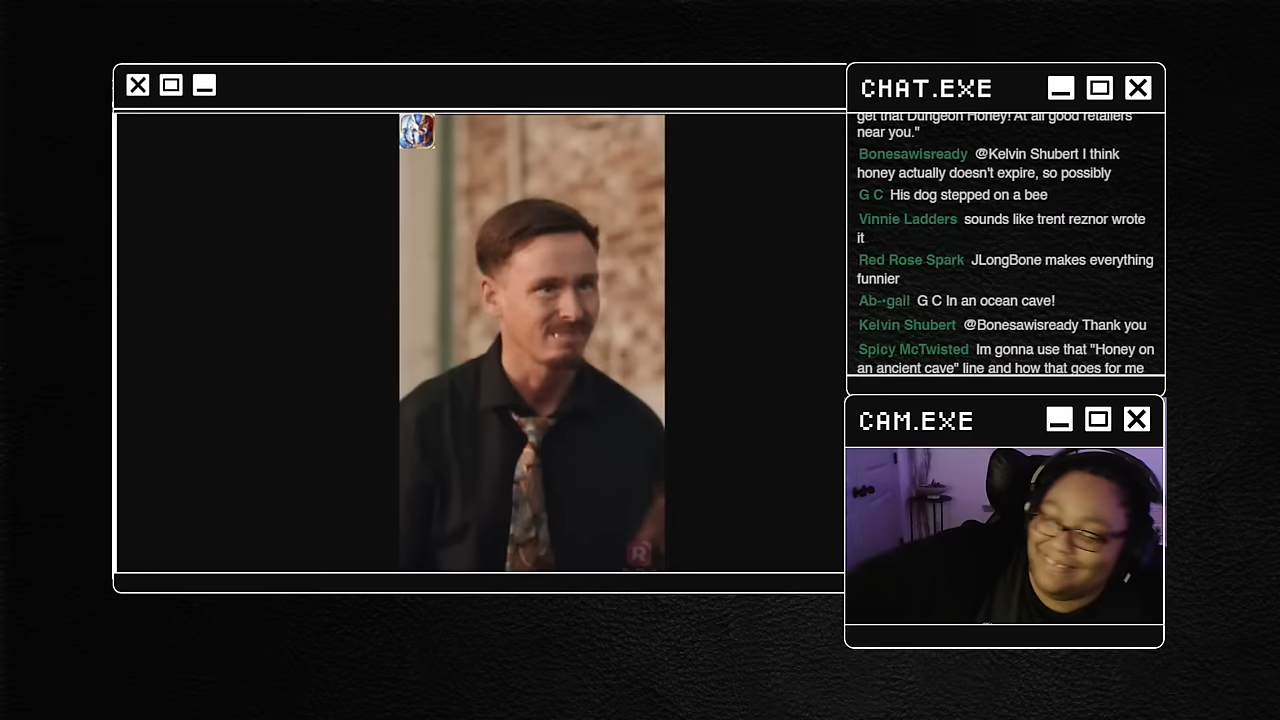 CHAT.EXE
get that Dungeon Honey! At all good retailers
near you."
Bonesawisready @Kelvin Shubert I think
honey actually doesn't expire, so possibly
G C His dog stepped on a bee
Vinnie Ladders sounds like trent reznor wrote
it
Red Rose Spark JLongBone makes everything
funnier
Ab-·gail G C In an ocean cave!
Kelvin Shubert @Bonesawisready Thank you
Spicy McTwisted Im gonna use that "Honey on
an ancient cave" line and how that goes for me
CAM.EXE
R